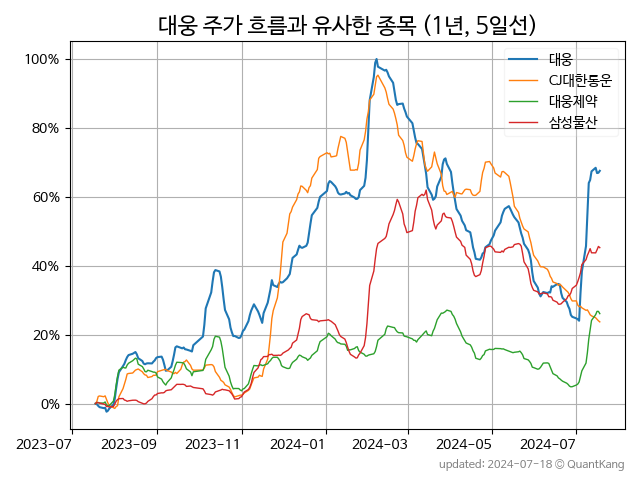 대웅 주가 흐름과 유사한 종목 (1년, 5일선)
대웅
CJ대한통운
대웅제약
삼성물산
100%
80%
60%
40%
20%
0%
2023-07
2023-09
2023-11
2024-01
2024-03
2024-05
2024-07
updated: 2024-07-18 © QuantKang